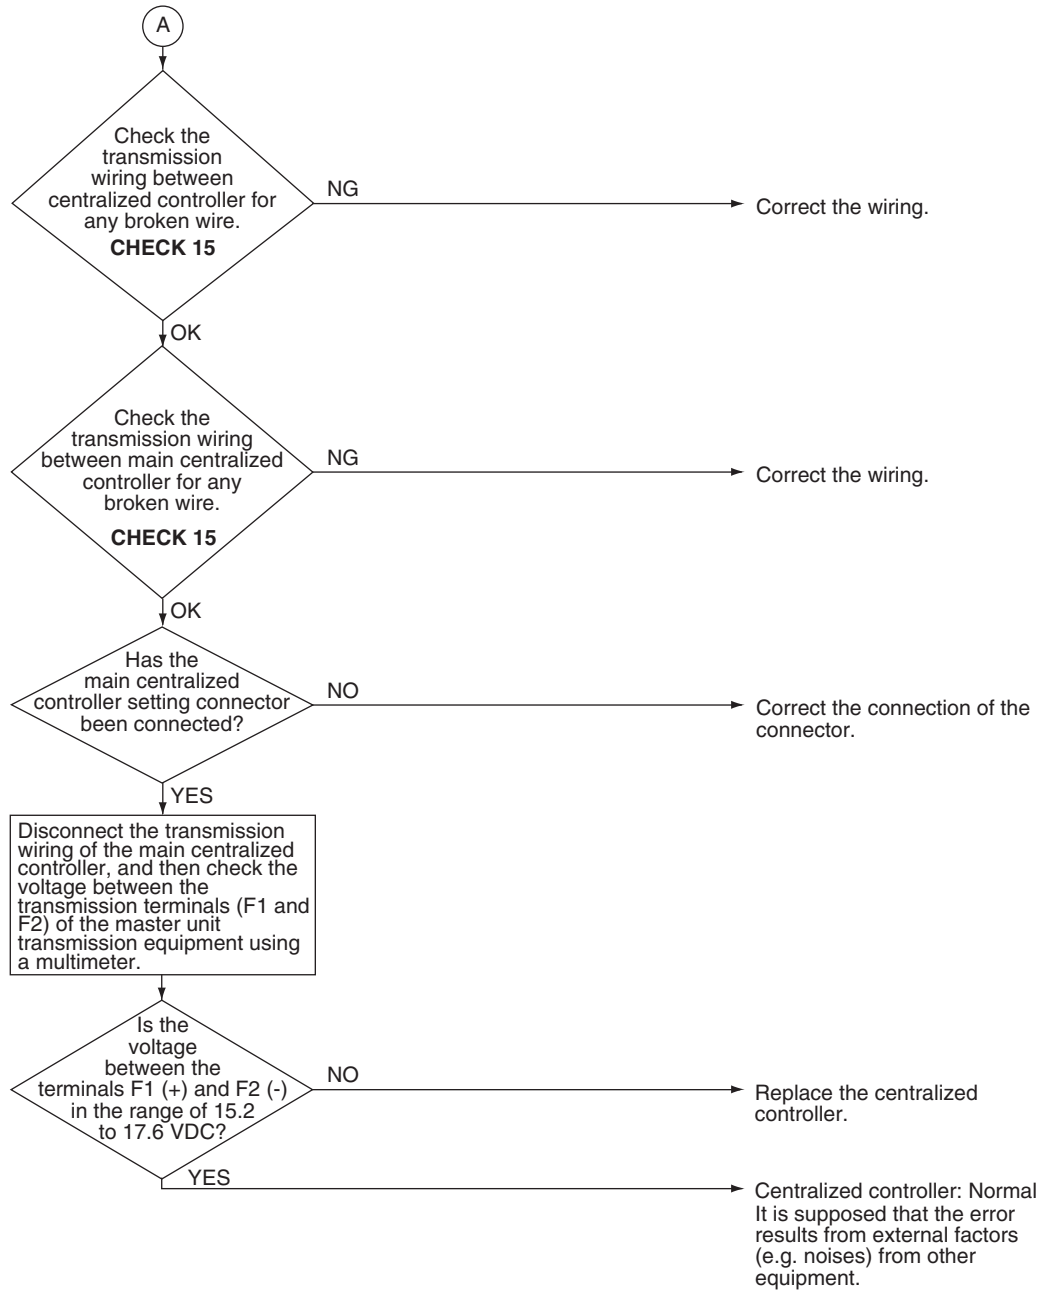 A
Check the
transmission
wiring between
centralized controller for
any broken wire.
CHECK 15
NG
Correct the wiring.
OK
Check the
transmission wiring
between main centralized
controller for any
broken wire.
CHECK 15
NG
Correct the wiring.
OK
Has the
main centralized
controller setting connector
been connected?
NO
Correct the connection of the
connector.
YES
Disconnect the transmission
wiring of the main centralized
controller, and then check the
voltage between the
transmission terminals (F1 and
F2) of the master unit
transmission equipment using
a multimeter.
Is the
voltage
between the
terminals F1 (+) and F2 (-)
in the range of 15.2
to 17.6 VDC?
NO
Replace the centralized
controller.
YES
Centralized controller: Normal
It is supposed that the error
results from external factors
(e.g. noises) from other
equipment.